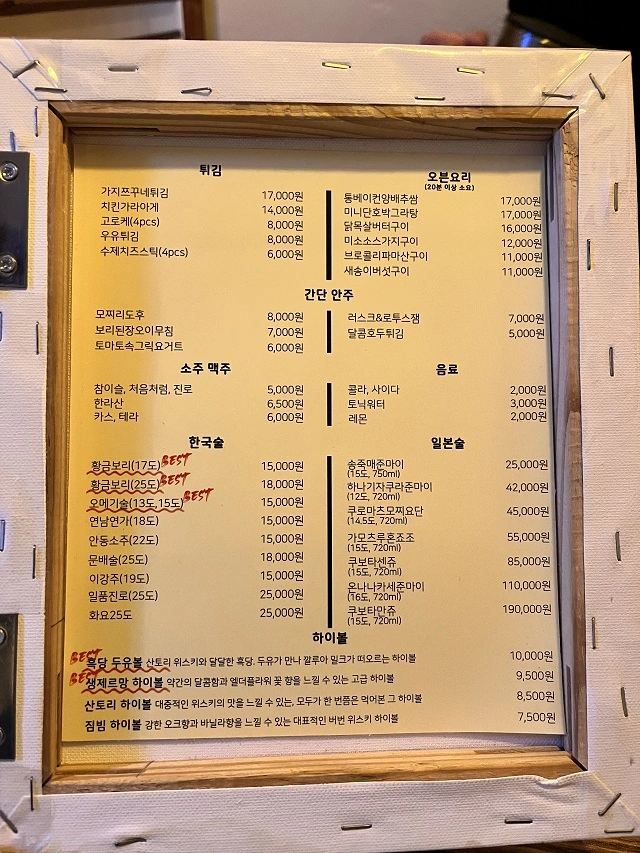 튀김
가지쯔꾸네튀김 17,000원
치킨가라아게 14,000원
고로케(4pcs) 8,000원
우유튀김 8,000원
수제치즈스틱(4pcs) 6,000원
오븐요리
(20분 이상 소요)
통베이컨양배추쌈 17,000원
미니단호박그라탕 17,000원
닭목살버터구이 16,000원
미소소스가지구이 12,000원
브로콜리파마산구이 11,000원
새송이버섯구이 11,000원
간단 안주
모찌리도후 8,000원
보리된장오이무침 7,000원
토마토속그릭요거트 6,000원
러스크&로투스잼 7,000원
달콤호두튀김 5,000원
소주 맥주
참이슬, 처음처럼, 진로 5,000원
한라산 6,500원
카스, 테라 6,000원
음료
콜라, 사이다 2,000원
토닉워터 3,000원
레몬 2,000원
한국술
황금보리(17도) BEST 15,000원
황금보리(25도) BEST 18,000원
오메기술(13도,15도) BEST 15,000원
연남연가(18도) 15,000원
안동소주(22도) 15,000원
문배술(25도) 18,000원
이강주(19도) 15,000원
일품진로(25도) 25,000원
화요25도 25,000원
일본술
송죽매준마이 25,000원
(15도, 750ml)
하나기자쿠라준마이 42,000원
(12도, 720ml)
쿠로마츠모찌요단 45,000원
(14.5도, 720ml)
가모츠루혼죠조 55,000원
(15도, 720ml)
쿠보타센쥬 85,000원
(15도, 720ml)
온나나카세준마이 110,000원
(16도, 720ml)
쿠보타만쥬 190,000원
(15도, 720ml)
하이볼
BEST
흑당 두유볼 산토리 위스키와 달달한 흑당, 두유가 만나 깔루아 밀크가 떠오르는 하이볼 10,000원
BEST
생제르망 하이볼 약간의 달콤함과 엘더플라워 꽃 향을 느낄 수 있는 고급 하이볼 9,500원
산토리 하이볼 대중적인 위스키의 맛을 느낄 수 있는, 모두가 한 번쯤은 먹어본 그 하이볼 8,500원
짐빔 하이볼 강한 오크향과 바닐라향을 느낄 수 있는 대표적인 버번 위스키 하이볼 7,500원